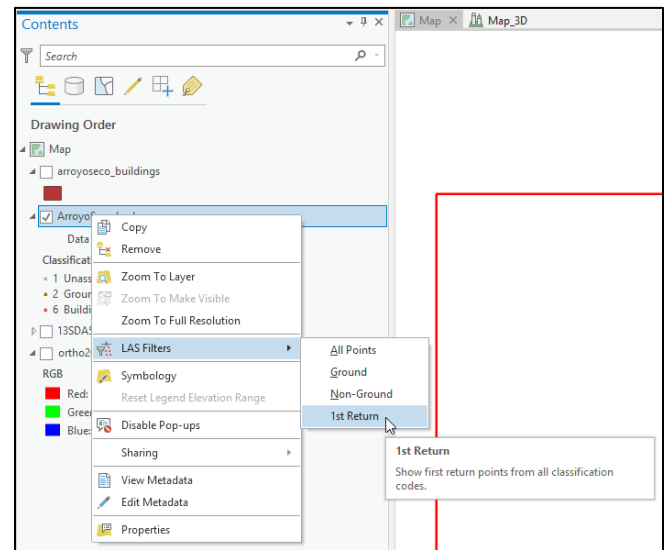 Contents
Map
Map_3D
Search
Drawing Order
Map
arroyoseco_buildings
Data
Classificat
1 Unass
2 Groun
6 Buildi
13SDA5
RGB
Red:
Green
Blue:
Copy
Remove
Zoom To Layer
Zoom To Make Visible
Zoom To Full Resolution
LAS Filters
Symbology
Reset Legend Elevation Range
Disable Pop-ups
Sharing
View Metadata
Edit Metadata
Properties
All Points
Ground
Non-Ground
1st Return
1st Return
Show first return points from all classification
codes.